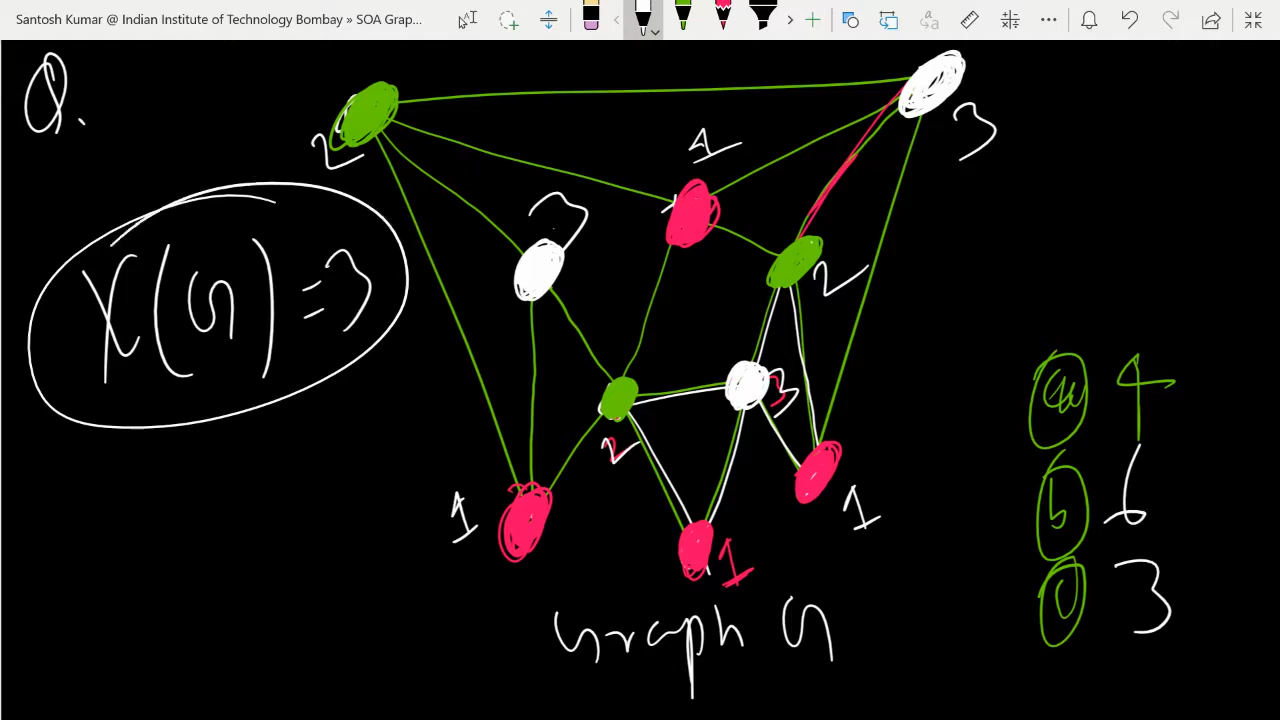 Santosh Kumar @ Indian Institute of Technology Bombay » SOA Grap...
Q.
2
3
1
3
2
χ(G) = 3
3
2
1
1
1
Graph G
a 4
b 6
c 3